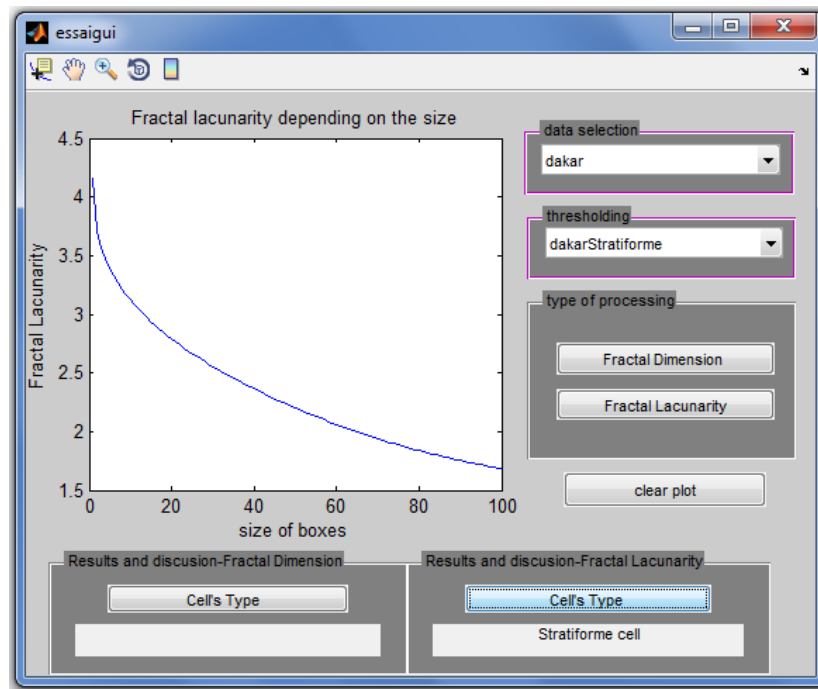 essaigui
Fractal lacunarity depending on the size
4.5
4
3.5
3
2.5
2
1.5
Fractal Lacunarity
0 20 40 60 80 100
size of boxes
data selection
dakar
thresholding
dakarStratiforme
type of processing
Fractal Dimension
Fractal Lacunarity
clear plot
Results and discusion-Fractal Dimension
Cell's Type
Results and discusion-Fractal Lacunarity
Cell's Type
Stratiforme cell